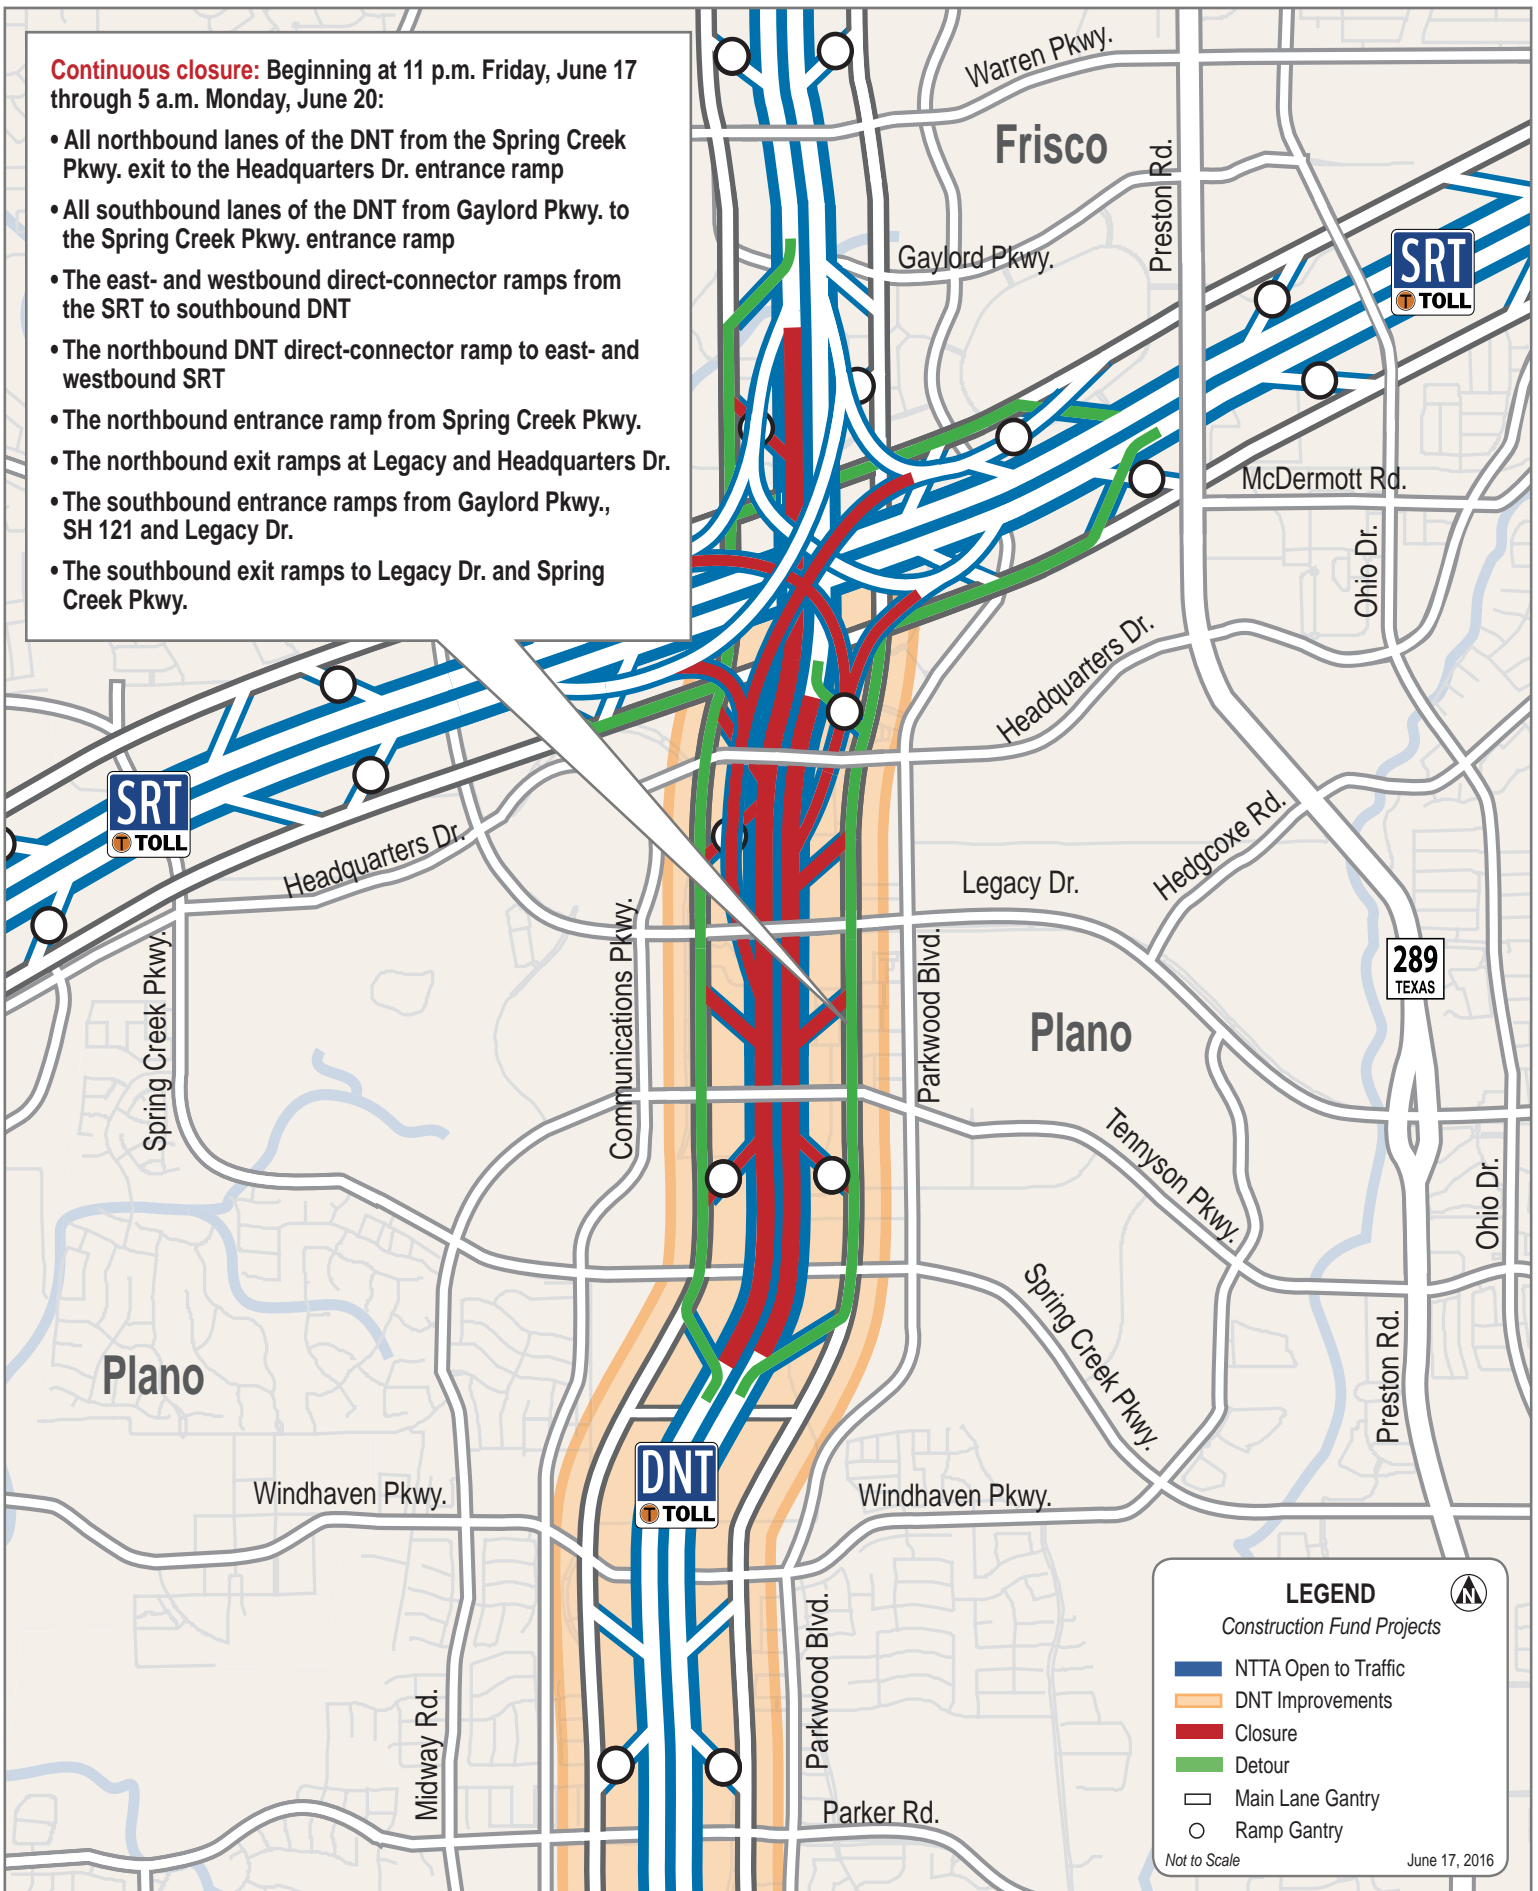 Continuous closure: Beginning at 11 p.m. Friday, June 17
through 5 a.m. Monday, June 20:
• All northbound lanes of the DNT from the Spring Creek
Pkwy. exit to the Headquarters Dr. entrance ramp
• All southbound lanes of the DNT from Gaylord Pkwy. to
the Spring Creek Pkwy. entrance ramp
• The east- and westbound direct-connector ramps from
the SRT to southbound DNT
• The northbound DNT direct-connector ramp to east- and
westbound SRT
• The northbound entrance ramp from Spring Creek Pkwy.
• The northbound exit ramps at Legacy and Headquarters Dr.
• The southbound entrance ramps from Gaylord Pkwy.,
SH 121 and Legacy Dr.
• The southbound exit ramps to Legacy Dr. and Spring
Creek Pkwy.
Warren Pkwy.
Frisco
Preston Rd.
Gaylord Pkwy.
SRT
T TOLL
McDermott Rd.
Ohio Dr.
Headquarters Dr.
SRT
T TOLL
Headquarters Dr.
Hedgcoxe Rd.
Legacy Dr.
Communications Pkwy.
Spring Creek Pkwy.
Parkwood Blvd.
289
TEXAS
Plano
Tennyson Pkwy.
Ohio Dr.
Spring Creek Pkwy.
Preston Rd.
Plano
DNT
T TOLL
Windhaven Pkwy.
Windhaven Pkwy.
Midway Rd.
Parkwood Blvd.
Parker Rd.
LEGEND
N
Construction Fund Projects
NTTA Open to Traffic
DNT Improvements
Closure
Detour
Main Lane Gantry
Ramp Gantry
Not to Scale
June 17, 2016